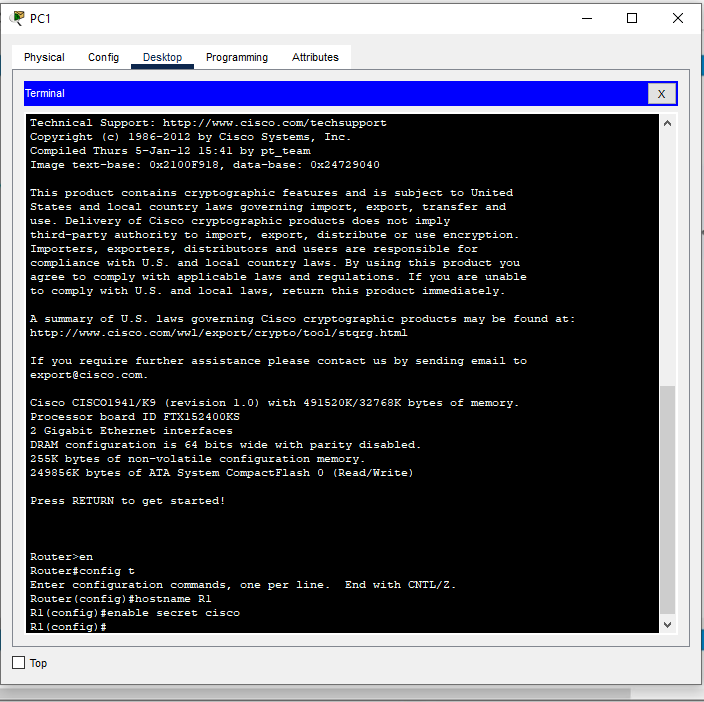 PC1
Physical Config Desktop Programming Attributes
Terminal X
Technical Support: http://www.cisco.com/techsupport
Copyright (c) 1986-2012 by Cisco Systems, Inc.
Compiled Thurs 5-Jan-12 15:41 by pt_team
Image text-base: 0x2100F918, data-base: 0x24729040
This product contains cryptographic features and is subject to United
States and local country laws governing import, export, transfer and
use. Delivery of Cisco cryptographic products does not imply
third-party authority to import, export, distribute or use encryption.
Importers, exporters, distributors and users are responsible for
compliance with U.S. and local country laws. By using this product you
agree to comply with applicable laws and regulations. If you are unable
to comply with U.S. and local laws, return this product immediately.
A summary of U.S. laws governing Cisco cryptographic products may be found at:
http://www.cisco.com/wwl/export/crypto/tool/stqrg.html
If you require further assistance please contact us by sending email to
export@cisco.com.
Cisco CISCO1941/K9 (revision 1.0) with 491520K/32768K bytes of memory.
Processor board ID FTX152400KS
2 Gigabit Ethernet interfaces
DRAM configuration is 64 bits wide with parity disabled.
255K bytes of non-volatile configuration memory.
249856K bytes of ATA System CompactFlash 0 (Read/Write)
Press RETURN to get started!
Router>en
Router#config t
Enter configuration commands, one per line.  End with CNTL/Z.
Router(config)#hostname R1
R1(config)#enable secret cisco
R1(config)#
Top